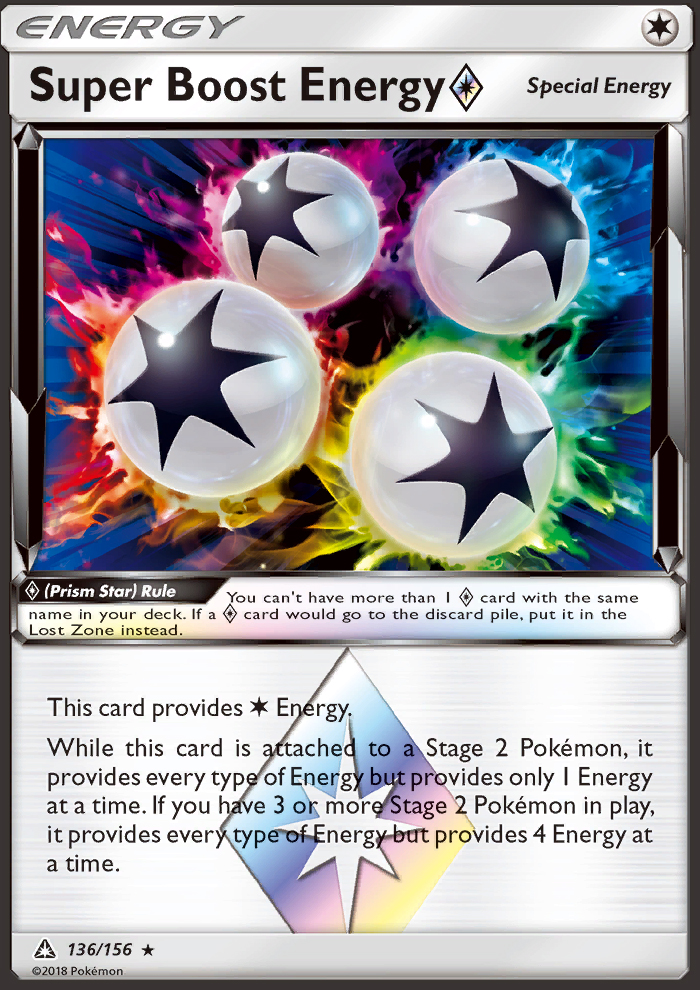 ENERGY
Super Boost Energy
Special Energy
(Prism Star) Rule
You can't have more than 1 card with the same
name in your deck. If a card would go to the discard pile, put it in the
Lost Zone instead.
This card provides Energy.
While this card is attached to a Stage 2 Pokémon, it
provides every type of Energy but provides only 1 Energy
at a time. If you have 3 or more Stage 2 Pokémon in play,
it provides every type of Energy but provides 4 Energy at
a time.
136/156 ★
©2018 Pokémon